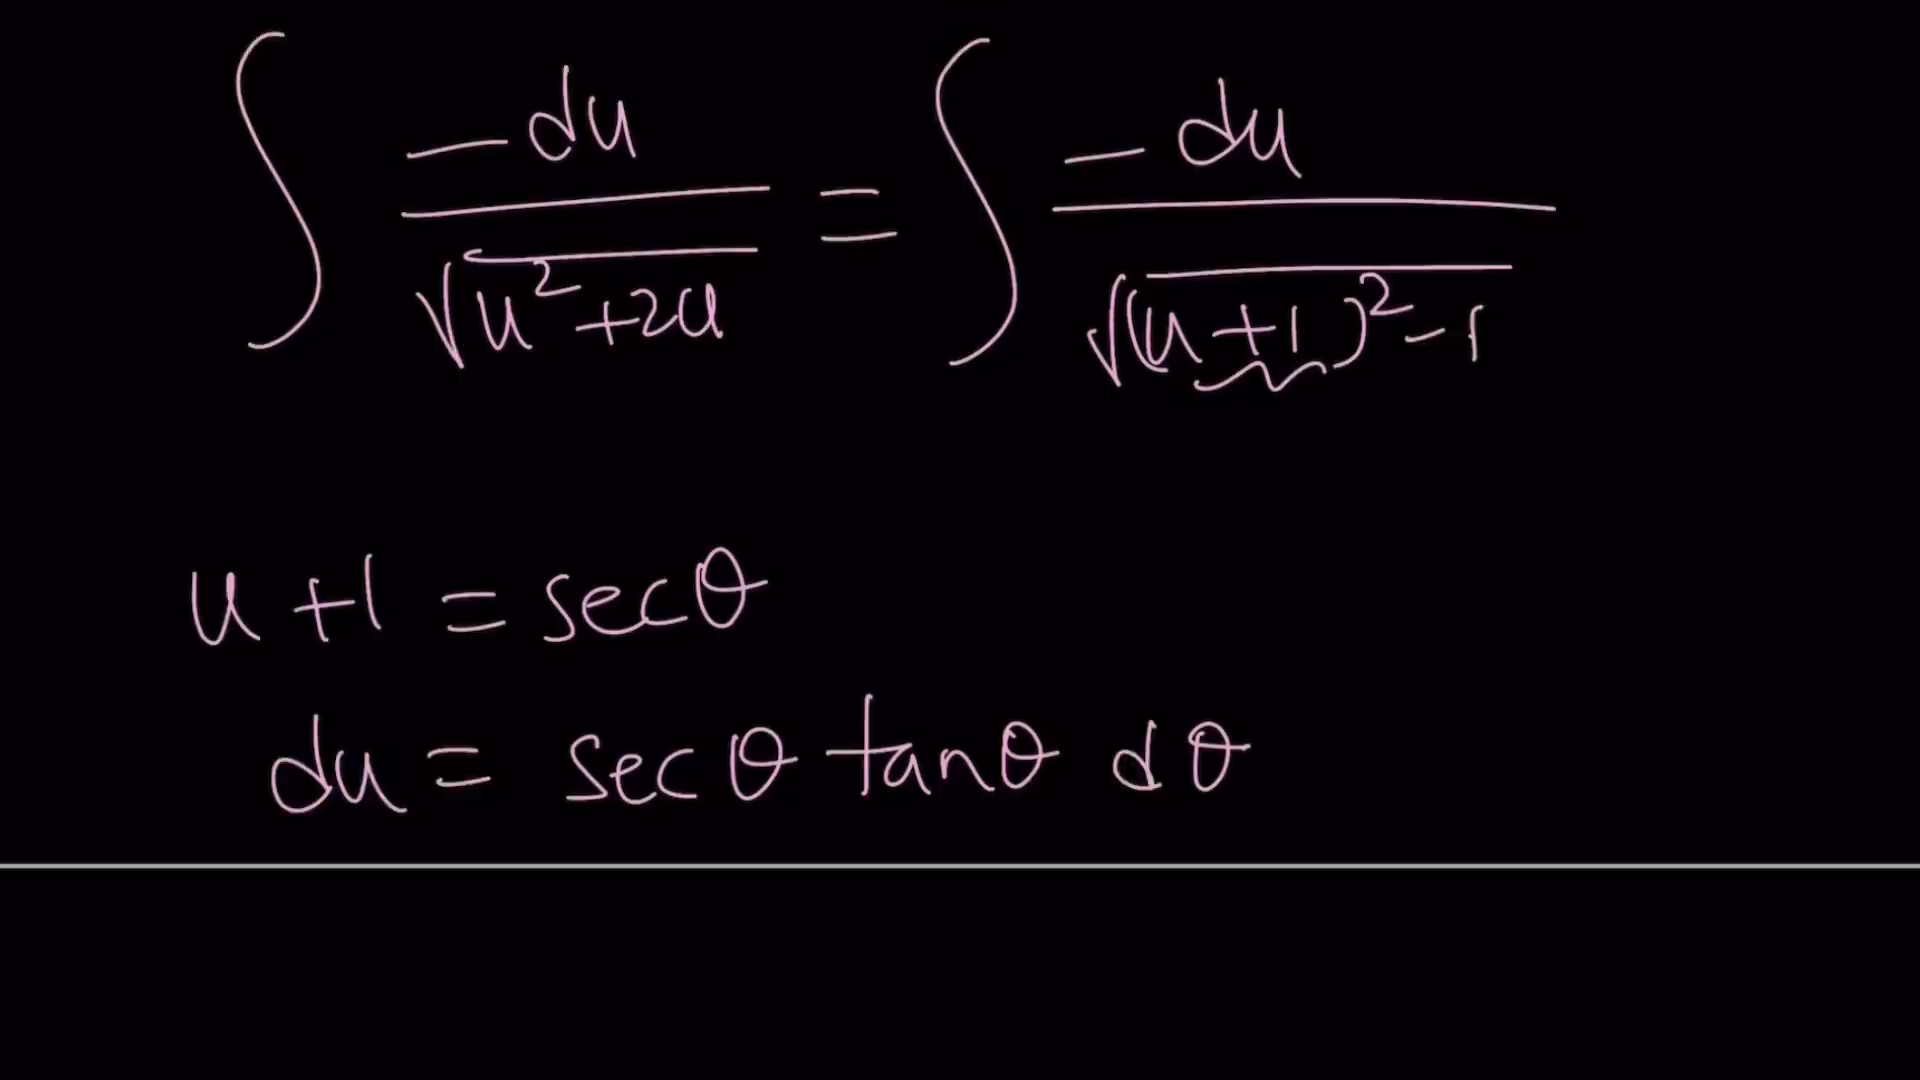 ∫ -du / √(u²+2u) = ∫ -du / √((u+1)²-1)
u+1 = secθ
du = secθ tanθ dθ